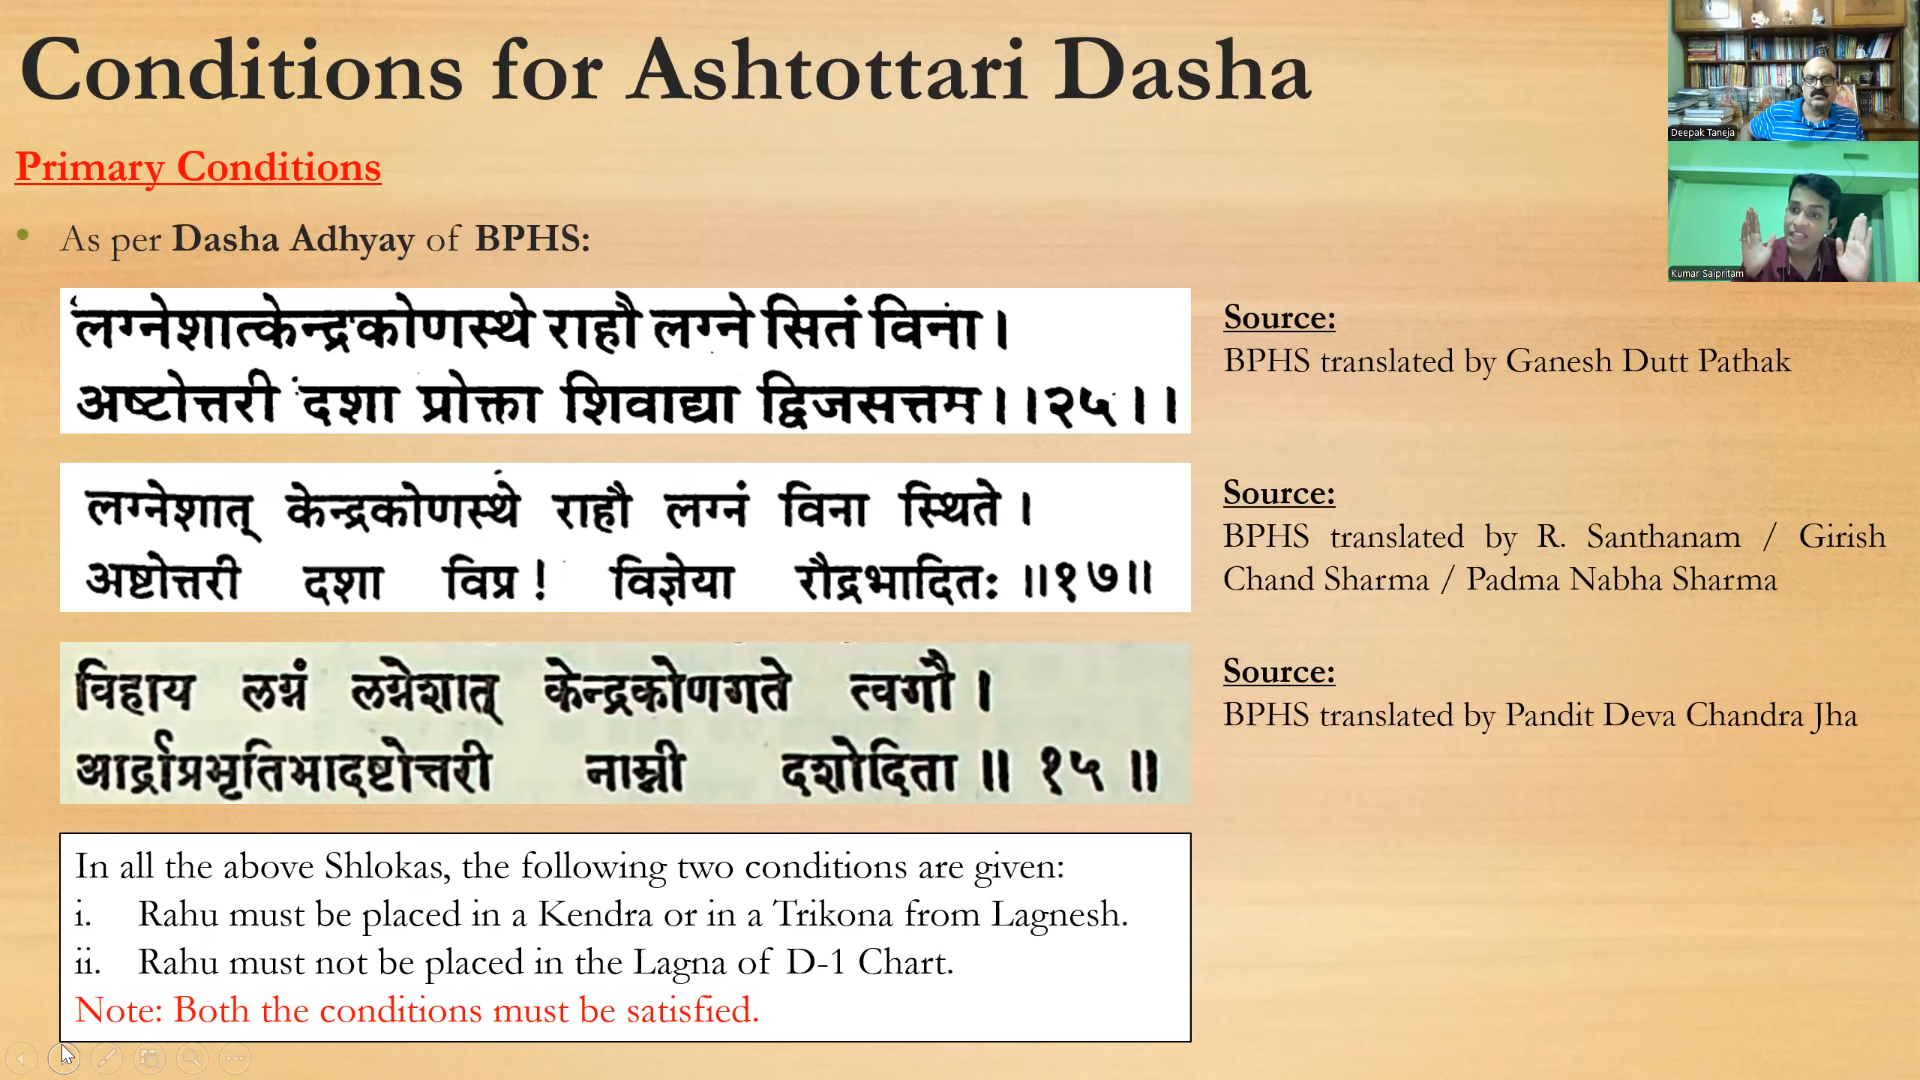 Conditions for Ashtottari Dasha
Primary Conditions
• As per Dasha Adhyay of BPHS:
लग्नेशात्केन्द्रकोणस्थे राहौ लग्ने सितं विना।
अष्टोत्तरी दशा प्रोक्ता शिवाद्या द्विजसत्तम।।२५।।
Source:
BPHS translated by Ganesh Dutt Pathak
लग्नेशात् केन्द्रकोणस्थे राहौ लग्नं विना स्थिते ।
अष्टोत्तरी दशा विप्र ! विज्ञेया रौद्रभादितः ॥१७॥
Source:
BPHS translated by R. Santhanam / Girish
Chand Sharma / Padma Nabha Sharma
विहाय लग्नं लग्नेशात् केन्द्रकोणगते त्वगौ ।
आर्द्राप्रभृतिभादष्टोत्तरी नाम्नी दशोदिता ॥ १५ ॥
Source:
BPHS translated by Pandit Deva Chandra Jha
In all the above Shlokas, the following two conditions are given:
i. Rahu must be placed in a Kendra or in a Trikona from Lagnesh.
ii. Rahu must not be placed in the Lagna of D-1 Chart.
Note: Both the conditions must be satisfied.
Deepak Taneja
Kumar Saipritam